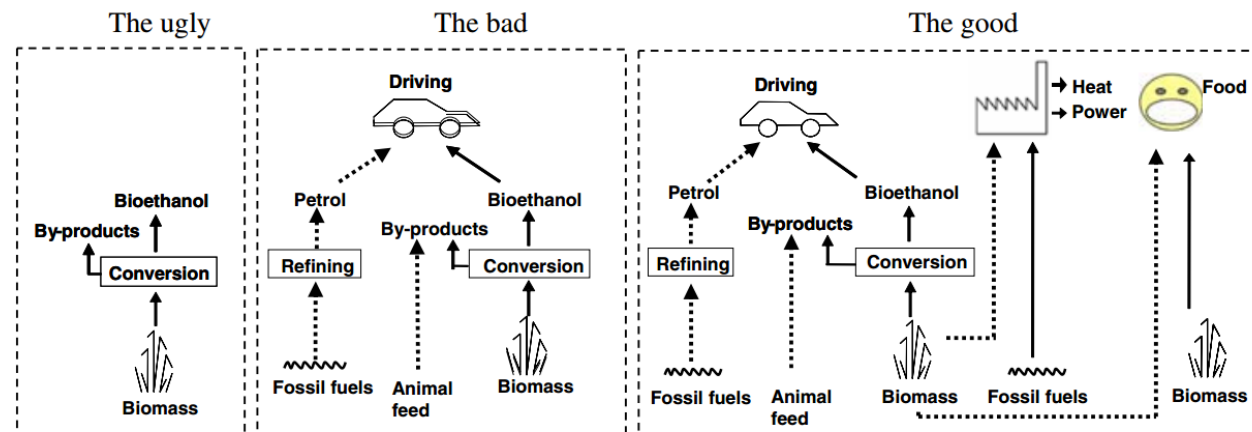 The ugly
Bioethanol
By-products
Conversion
Biomass
The bad
Driving
Petrol
Bioethanol
By-products
Refining
Conversion
Fossil fuels
Animal
feed
Biomass
The good
Driving
Heat
Power
Food
Petrol
Bioethanol
By-products
Refining
Conversion
Fossil fuels
Animal
feed
Biomass
Fossil fuels
Biomass